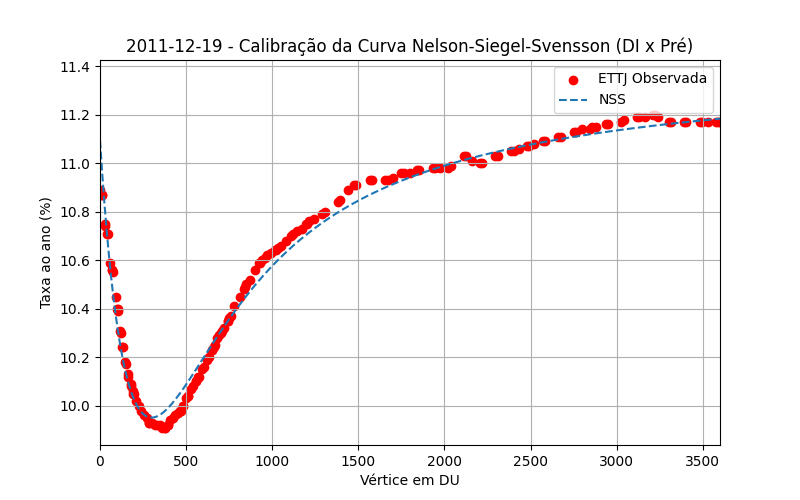 2011-12-19 - Calibração da Curva Nelson-Siegel-Svensson (DI x Pré)
ETTJ Observada
NSS
Taxa ao ano (%)
11.4
11.2
11.0
10.8
10.6
10.4
10.2
10.0
0 500 1000 1500 2000 2500 3000 3500
Vértice em DU